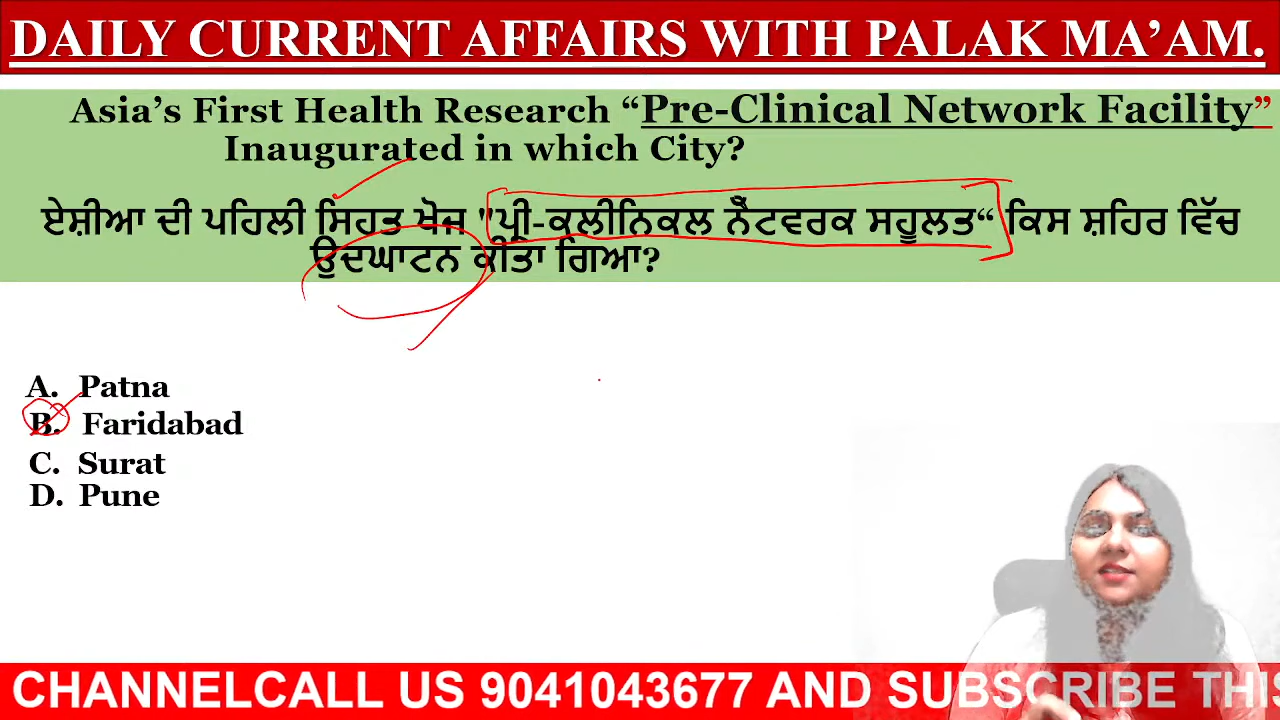 DAILY CURRENT AFFAIRS WITH PALAK MA’AM.
Asia’s First Health Research “Pre-Clinical Network Facility”
Inaugurated in which City?
ਏਸ਼ੀਆ ਦੀ ਪਹਿਲੀ ਸਿਹਤ ਖੋਜ "ਪ੍ਰੀ-ਕਲੀਨਿਕਲ ਨੈੱਟਵਰਕ ਸਹੂਲਤ“ ਕਿਸ ਸ਼ਹਿਰ ਵਿੱਚ
ਉਦਘਾਟਨ ਕੀਤਾ ਗਿਆ?
A. Patna
B. Faridabad
C. Surat
D. Pune
CHANNELCALL US 9041043677 AND SUBSCRIBE THIS